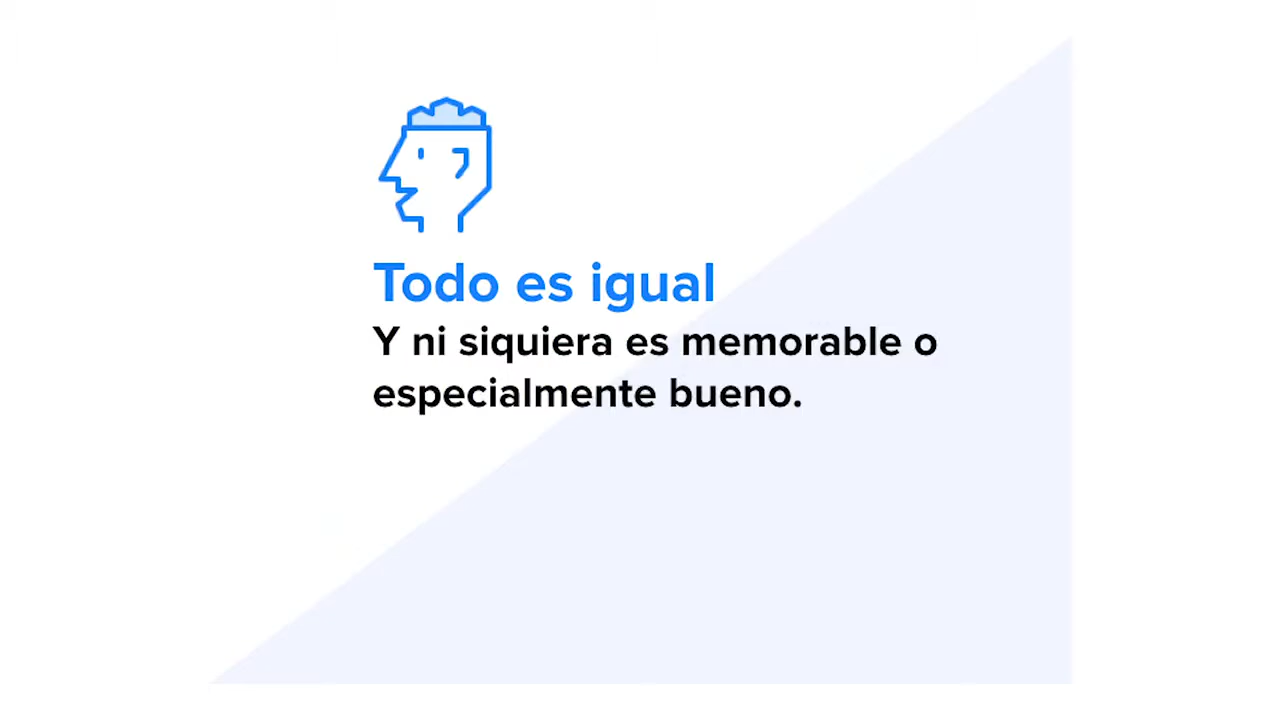 Todo es igual
Y ni siquiera es memorable o
especialmente bueno.